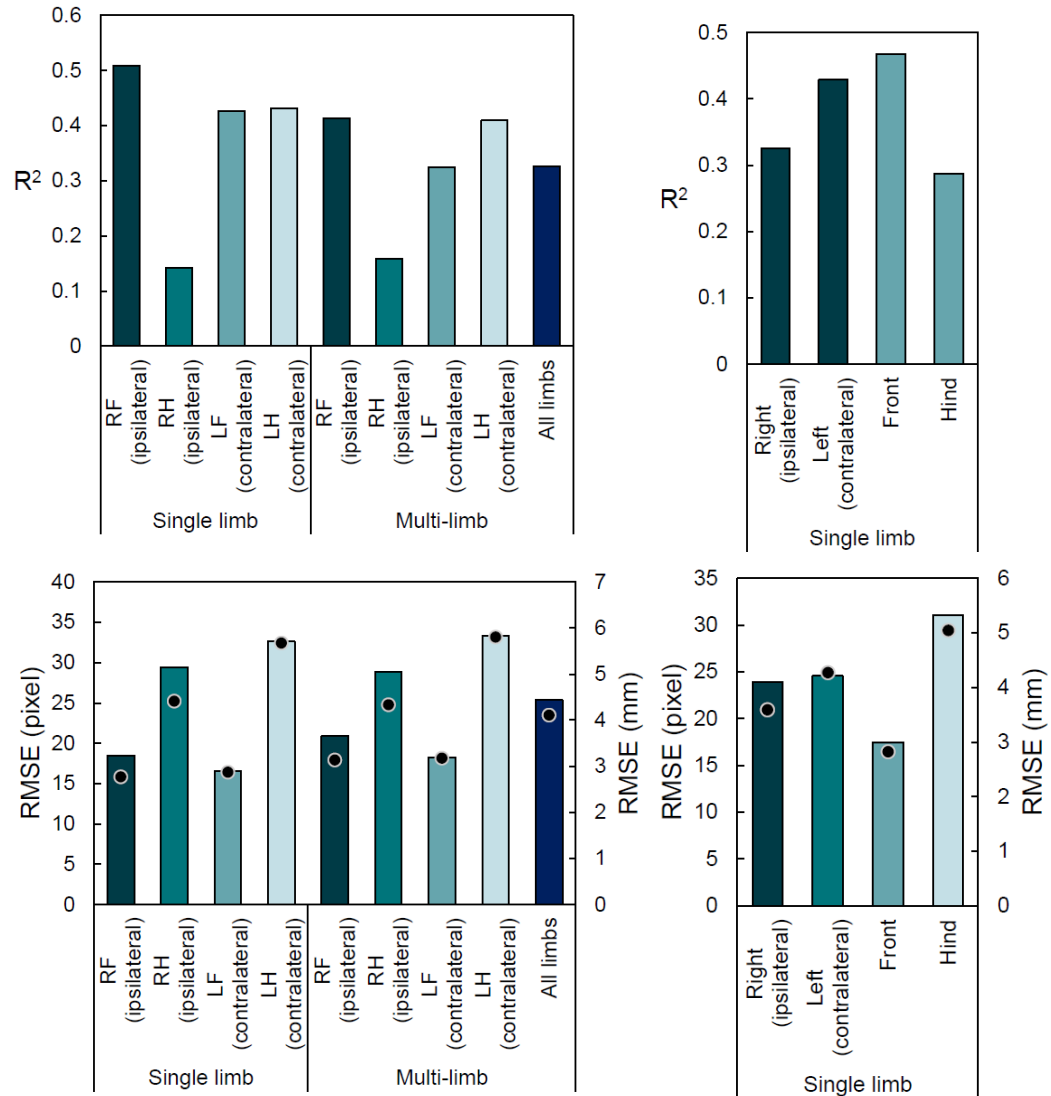 0.6
0.5
0.4
0.3
0.2
0.1
0
R²
RF
(ipsilateral)
RH
(ipsilateral)
LF
(contralateral)
LH
(contralateral)
RF
(ipsilateral)
RH
(ipsilateral)
LF
(contralateral)
LH
(contralateral)
All limbs
Single limb
Multi-limb
0.5
0.4
0.3
0.2
0.1
0
R²
Right
(ipsilateral)
Left
(contralateral)
Front
Hind
Single limb
40
35
30
25
20
15
10
5
0
RMSE (pixel)
7
6
5
4
3
2
1
0
RMSE (mm)
RF
(ipsilateral)
RH
(ipsilateral)
LF
(contralateral)
LH
(contralateral)
RF
(ipsilateral)
RH
(ipsilateral)
LF
(contralateral)
LH
(contralateral)
All limbs
Single limb
Multi-limb
35
30
25
20
15
10
5
0
RMSE (pixel)
6
5
4
3
2
1
0
RMSE (mm)
Right
(ipsilateral)
Left
(contralateral)
Front
Hind
Single limb